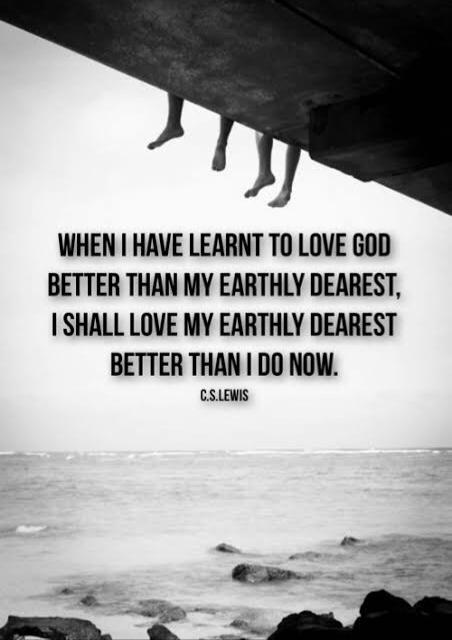 WHEN I HAVE LEARNT TO LOVE GOD
BETTER THAN MY EARTHLY DEAREST,
I SHALL LOVE MY EARTHLY DEAREST
BETTER THAN I DO NOW.
C.S.LEWIS